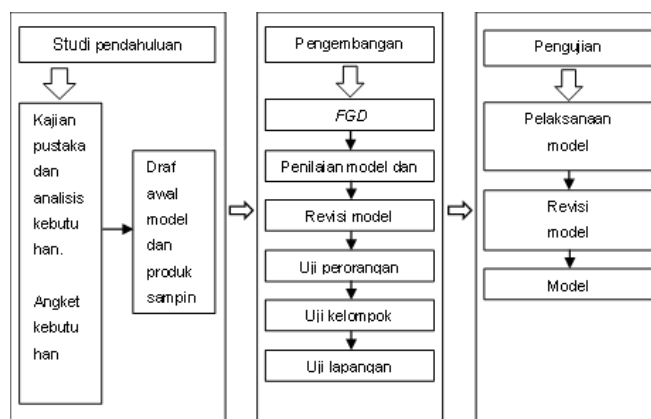 Studi pendahuluan
Kajian
pustaka
dan
analisis
kebutu
han.
Angket
kebutu
han
Draf
awal
model
dan
produk
sampin
Pengembangan
FGD
Penilaian model dan
Revisi model
Uji perorangan
Uji kelompok
Uji lapangan
Pengujian
Pelaksanaan
model
Revisi
model
Model